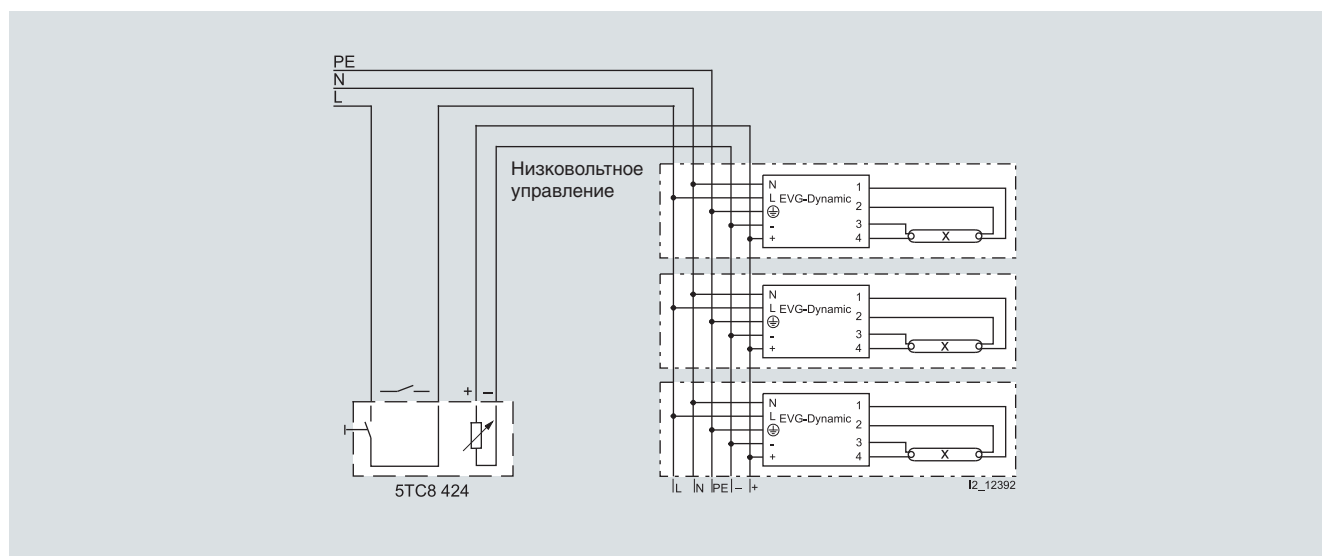 PE
N
L
Низковольтное
управление
N
L EVG-Dynamic
-
+
1
2
3
4
X
N
L EVG-Dynamic
-
+
1
2
3
4
X
N
L EVG-Dynamic
-
+
1
2
3
4
X
+ –
5TC8 424
L N PE – +
I2_12392